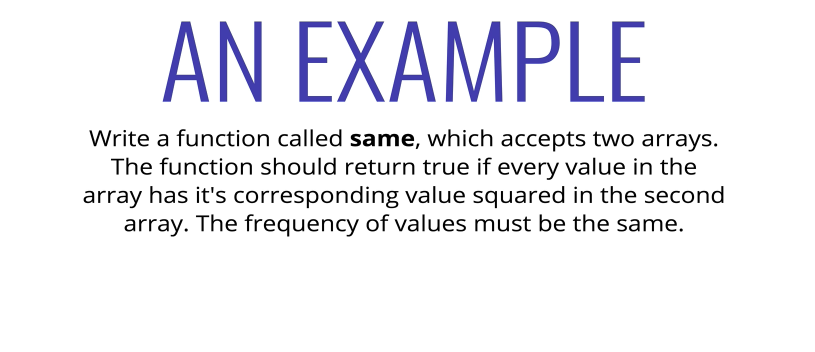 AN EXAMPLE
Write a function called same, which accepts two arrays.
The function should return true if every value in the
array has it's corresponding value squared in the second
array. The frequency of values must be the same.